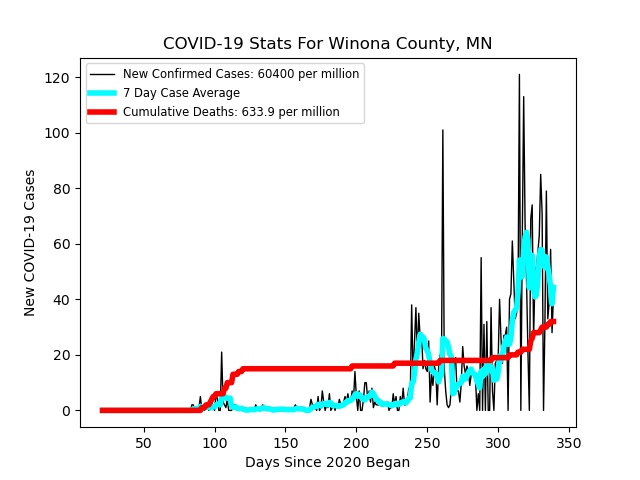 COVID-19 Stats For Winona County, MN
New Confirmed Cases: 60400 per million
7 Day Case Average
Cumulative Deaths: 633.9 per million
New COVID-19 Cases
120
100
80
60
40
20
0
50
100
150
200
250
300
350
Days Since 2020 Began